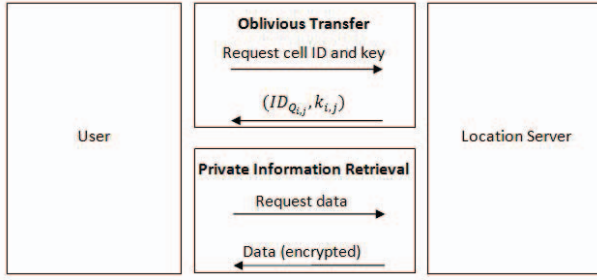 User
Oblivious Transfer
Request cell ID and key
(ID_{Q_{i,j}}, k_{i,j})
Private Information Retrieval
Request data
Data (encrypted)
Location Server